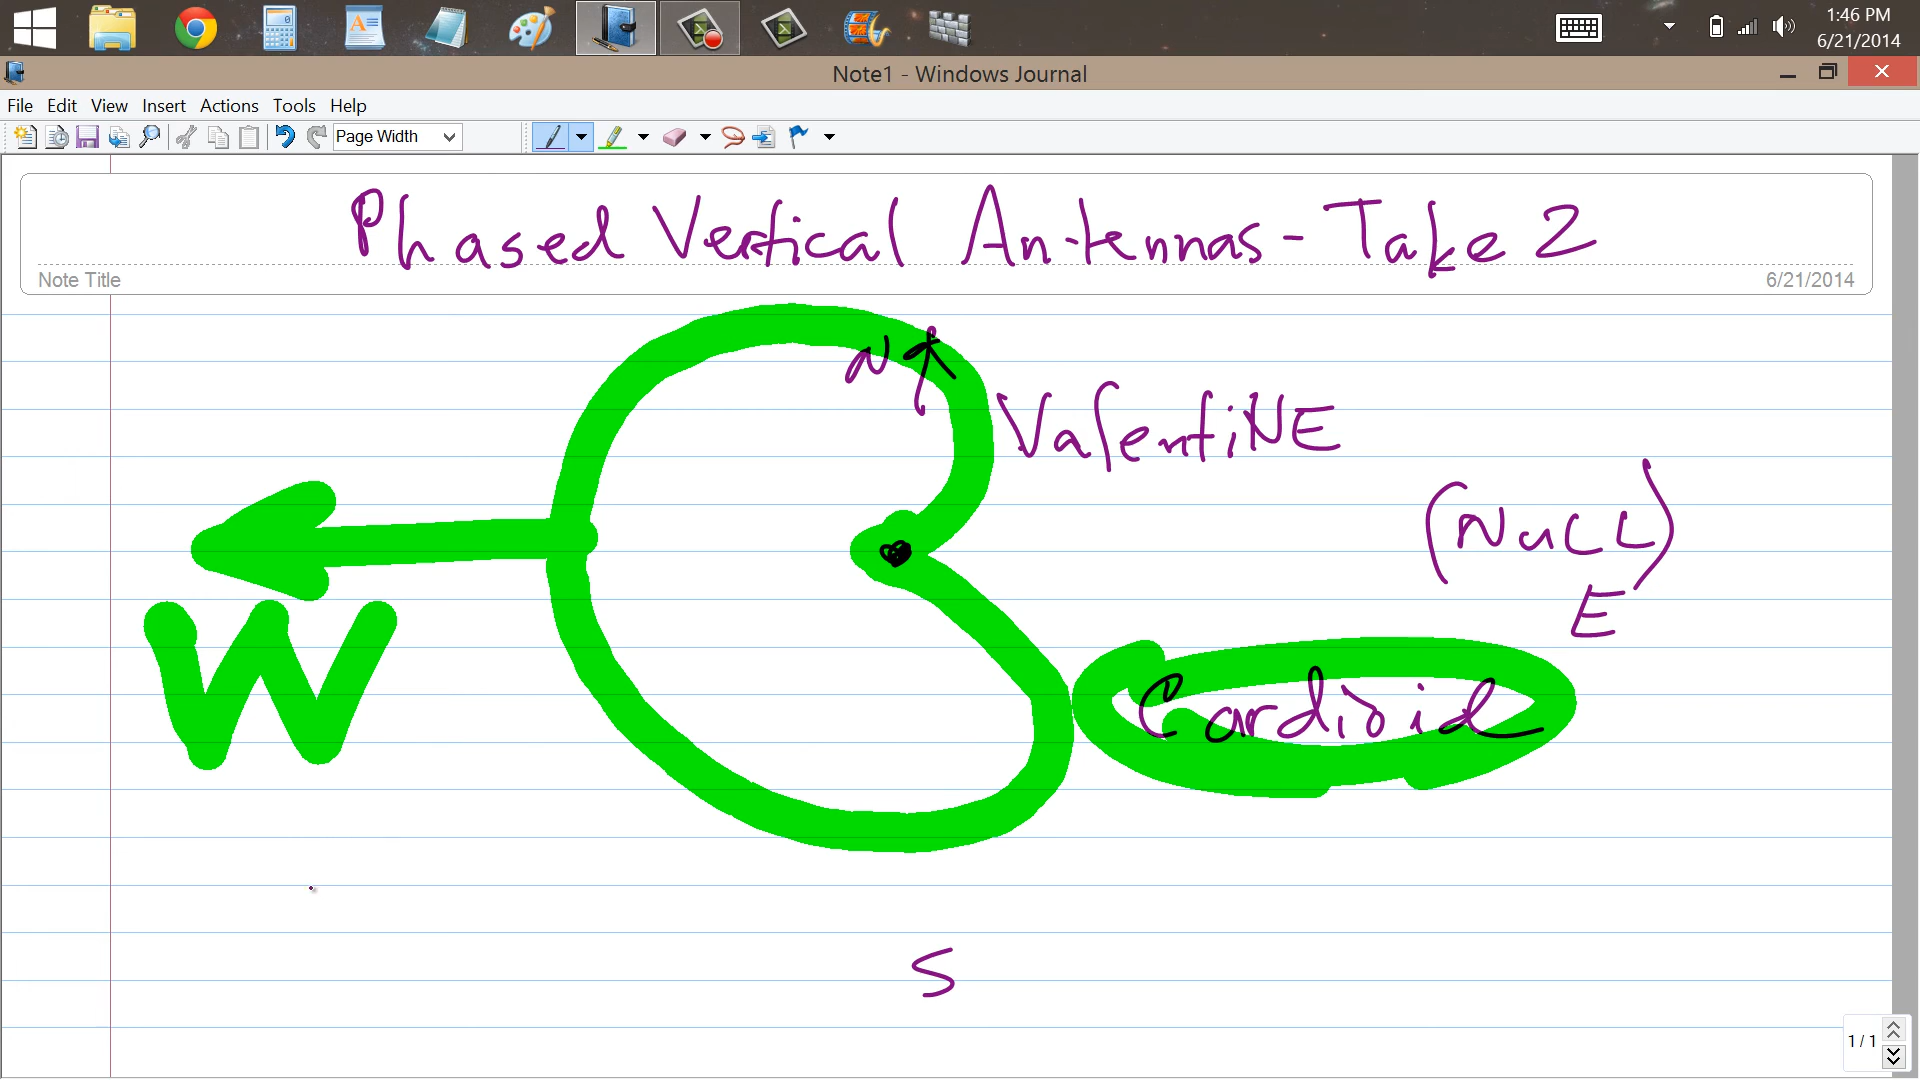 1:46 PM
6/21/2014
Note1 - Windows Journal
File Edit View Insert Actions Tools Help
Page Width
Phased Vertical Antennas - Take 2
Note Title 6/21/2014
N
ValentiNE
(NuLL)
E
W
Cardioid
S
1 / 1